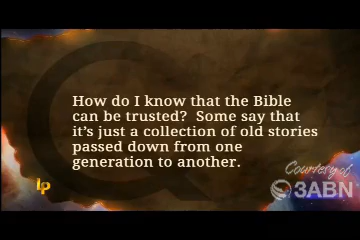 How do I know that the Bible
can be trusted?  Some say that
it's just a collection of old stories
passed down from one
generation to another.
Courtesy of
3ABN
LP